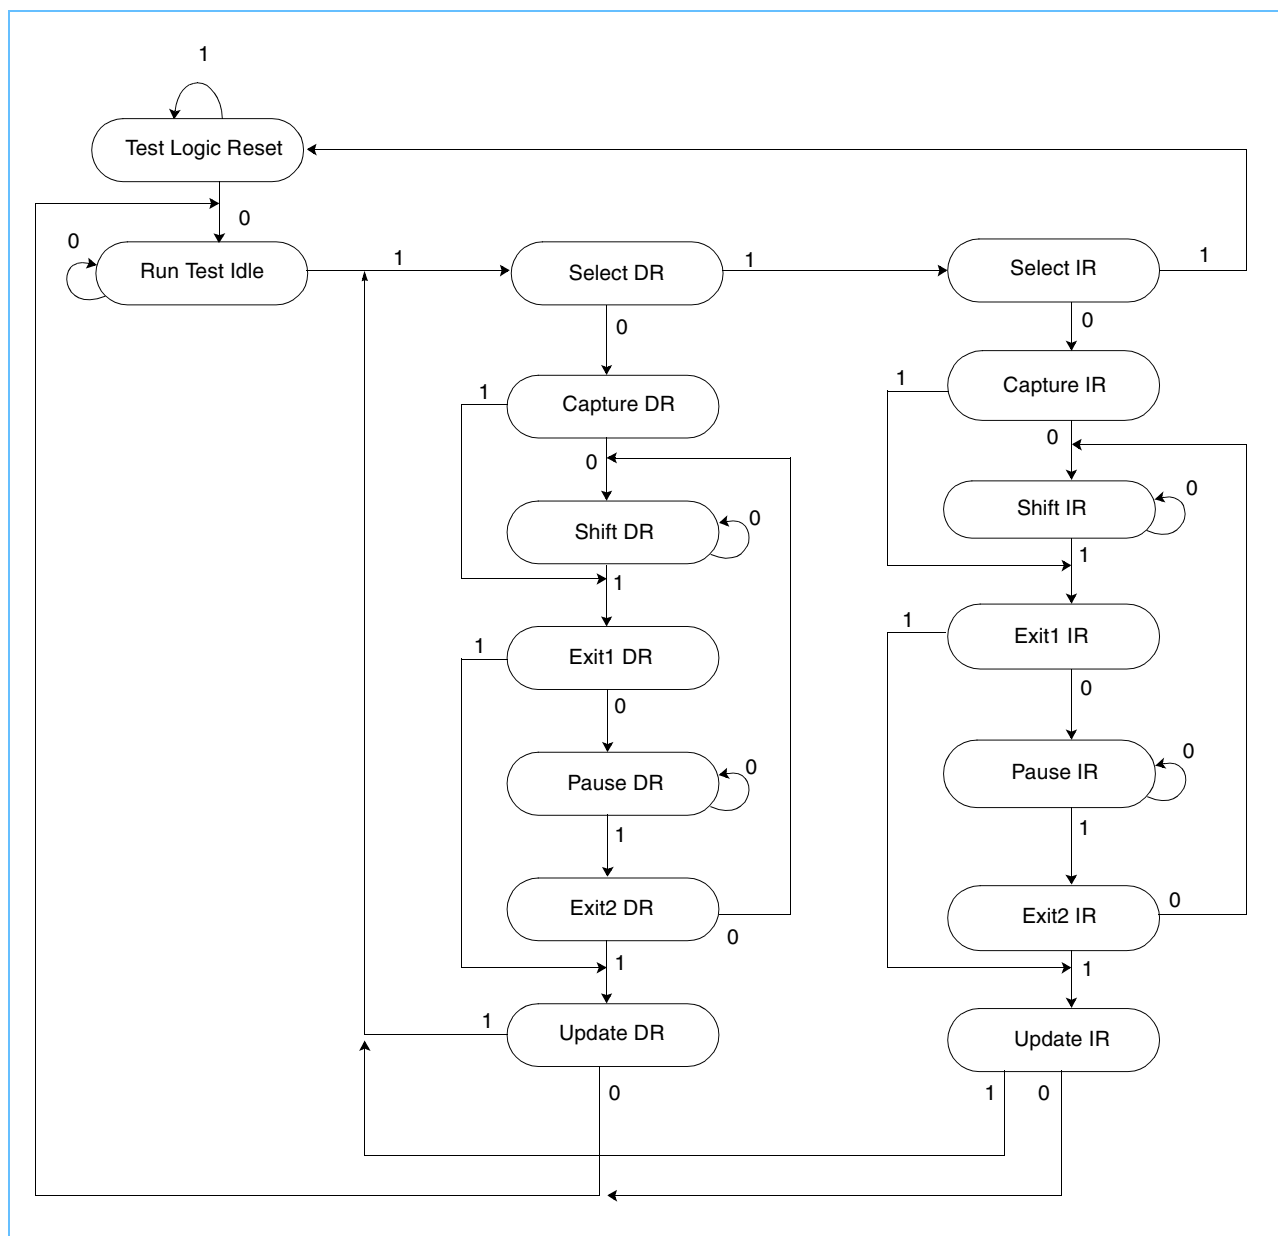 1
Test Logic Reset
0
0
Run Test Idle
1
Select DR
1
Select IR
1
0
0
1
Capture DR
1
Capture IR
0
0
Shift DR
0
Shift IR
0
1
1
1
Exit1 DR
1
Exit1 IR
0
0
Pause DR
0
Pause IR
0
1
1
Exit2 DR
0
Exit2 IR
0
1
1
1
Update DR
Update IR
0
1
0